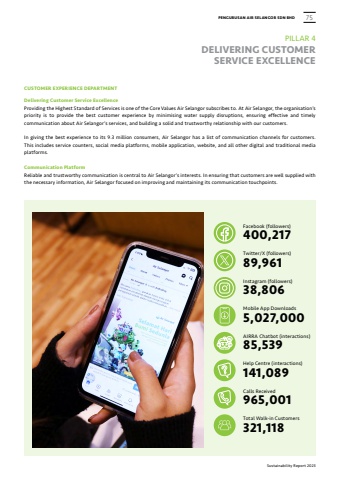 PENGURUSAN AIR SELANGOR SDN BHD
75
PILLAR 4
DELIVERING CUSTOMER
SERVICE EXCELLENCE
CUSTOMER EXPERIENCE DEPARTMENT
Delivering Customer Service Excellence
Providing the Highest Standard of Services is one of the Core Values Air Selangor subscribes to. At Air Selangor, the organisation's
priority is to provide the best customer experience by minimising water supply disruptions, ensuring effective and timely
communication about Air Selangor's services, and building a solid and trustworthy relationship with our customers.
In giving the best experience to its 9.3 million consumers, Air Selangor has a list of communication channels for customers.
This includes service counters, social media platforms, mobile application, website, and all other digital and traditional media
platforms.
Communication Platform
Reliable and trustworthy communication is central to Air Selangor's interests. In ensuring that customers are well supplied with
the necessary information, Air Selangor focused on improving and maintaining its communication touchpoints.
Facebook (followers)
400,217
Twitter/X (followers)
89,961
Instagram (followers)
38,806
Mobile App Downloads
5,027,000
AIRRA Chatbot (interactions)
85,539
Help Centre (interactions)
141,089
Calls Received
965,001
Total Walk-in Customers
321,118
Sustainability Report 2023